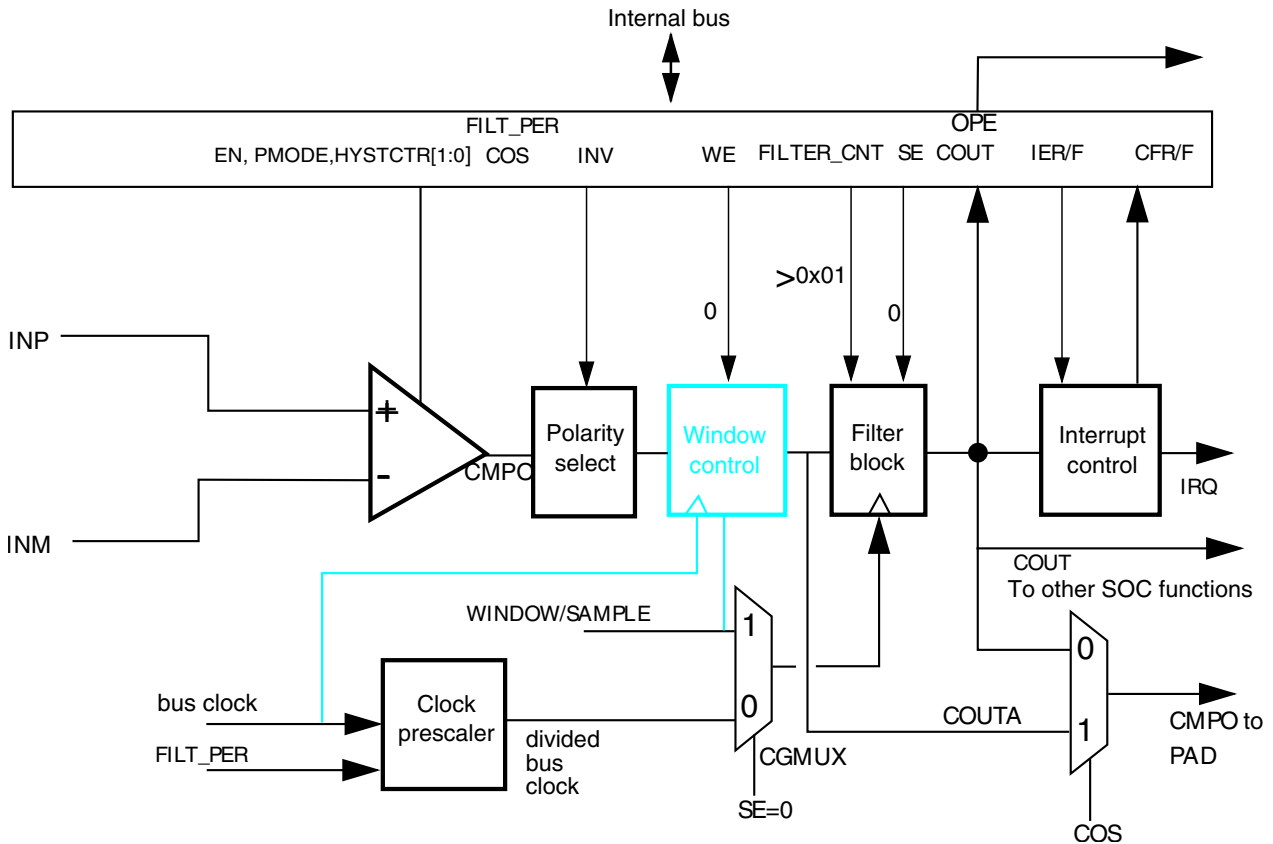 Internal bus
FILT_PER
OPE
EN, PMODE,HYSTCTR[1:0] COS INV WE FILTER_CNT SE COUT IER/F CFR/F
>0x01
0
0
INP
+
-
CMPO
Polarity
select
Window
control
Filter
block
Interrupt
control
IRQ
INM
COUT
To other SOC functions
WINDOW/SAMPLE
1
0
0
1
bus clock
Clock
prescaler
FILT_PER
divided
bus
clock
CGMUX
SE=0
COUTA
CMPO to
PAD
COS